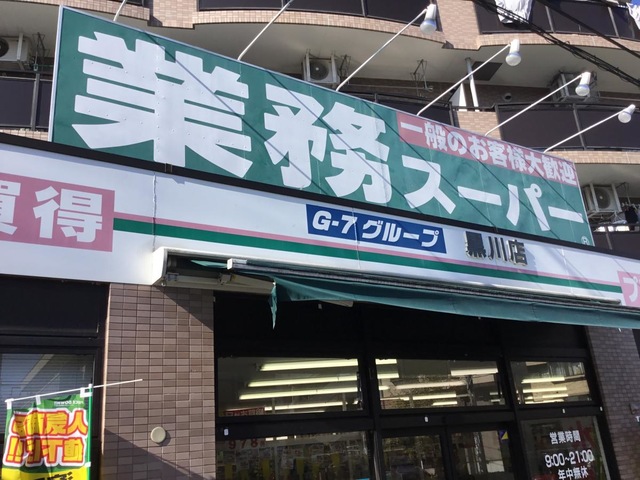 業務スーパー
一般のお客様大歓迎
®
買得
G-7 グループ
黒川店
プ
営業時間
9:00~21:00
年中無休